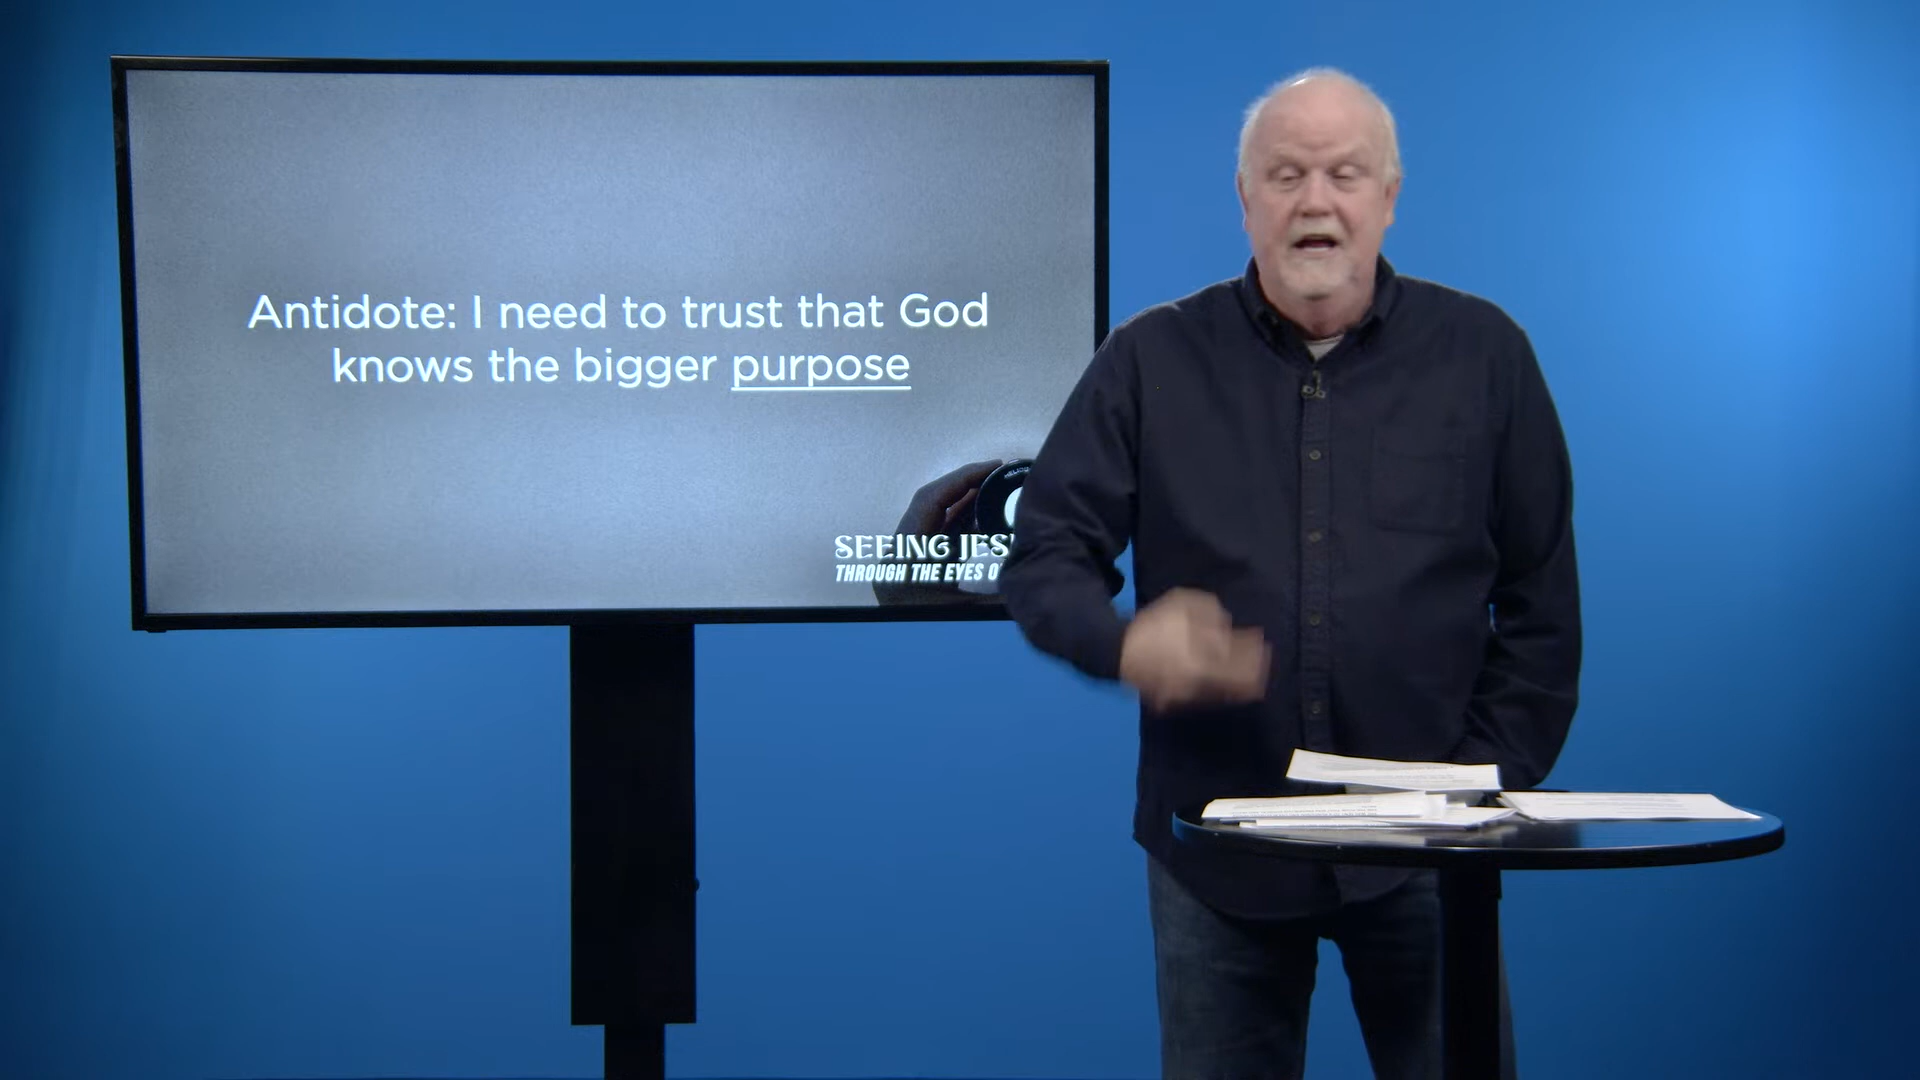 Antidote: I need to trust that God
knows the bigger purpose
SEEING JES
THROUGH THE EYES O